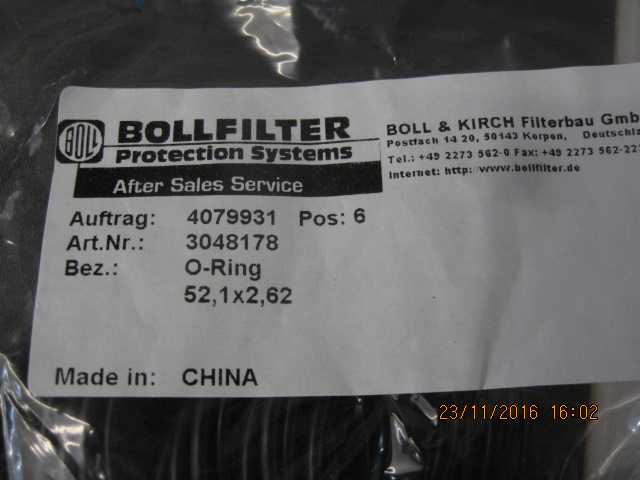 BOLL
BOLLFILTER
Protection Systems
After Sales Service
BOLL & KIRCH Filterbau Gmb
Postfach 14 20, 50143 Kerpen, Deutschla
Tel.: +49 2273 562-0 Fax: +49 2273 562-22
Internet: http://www.bollfilter.de
Auftrag: 4079931 Pos: 6
Art.Nr.: 3048178
Bez.: O-Ring
52,1x2,62
Made in: CHINA
23/11/2016 16:02